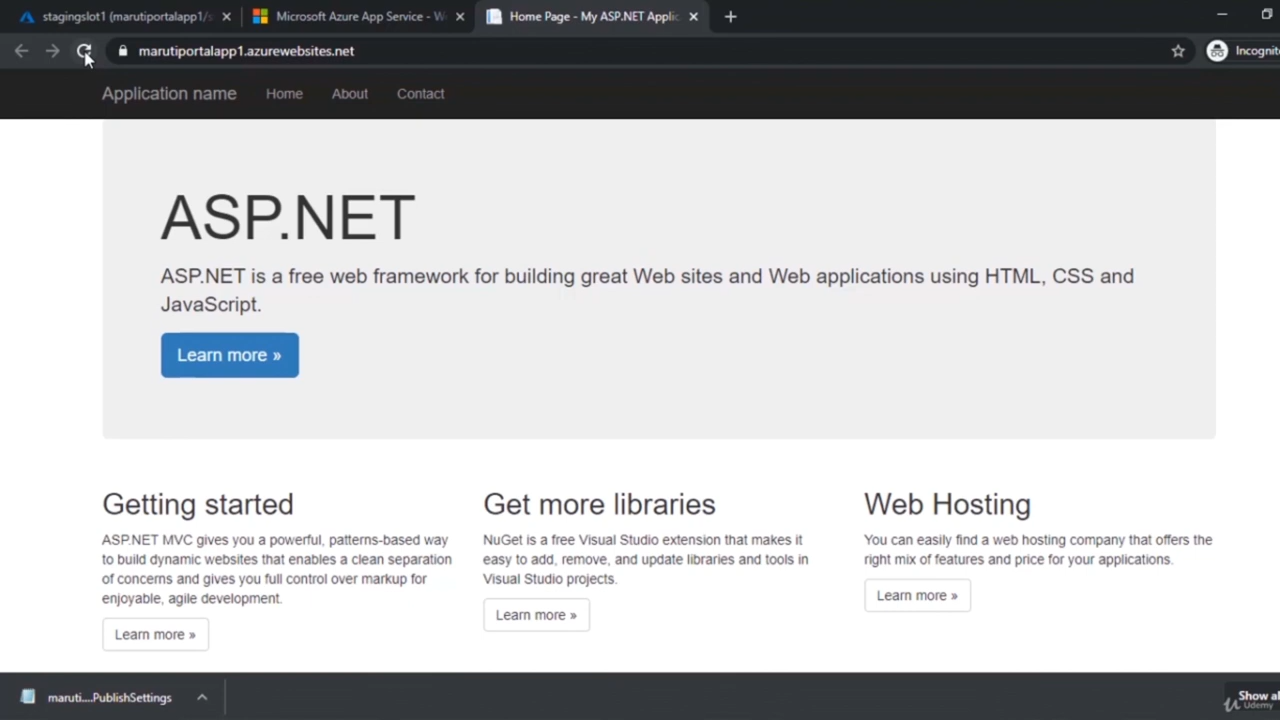 stagingslot1 (marutiportalapp1/s
Microsoft Azure App Service - W
Home Page - My ASP.NET Applic
marutiportalapp1.azurewebsites.net
Incognit
Application name
Home
About
Contact
ASP.NET
ASP.NET is a free web framework for building great Web sites and Web applications using HTML, CSS and
JavaScript.
Learn more »
Getting started
ASP.NET MVC gives you a powerful, patterns-based way
to build dynamic websites that enables a clean separation
of concerns and gives you full control over markup for
enjoyable, agile development.
Learn more »
Get more libraries
NuGet is a free Visual Studio extension that makes it
easy to add, remove, and update libraries and tools in
Visual Studio projects.
Learn more »
Web Hosting
You can easily find a web hosting company that offers the
right mix of features and price for your applications.
Learn more »
maruti....PublishSettings
Show al
Udemy